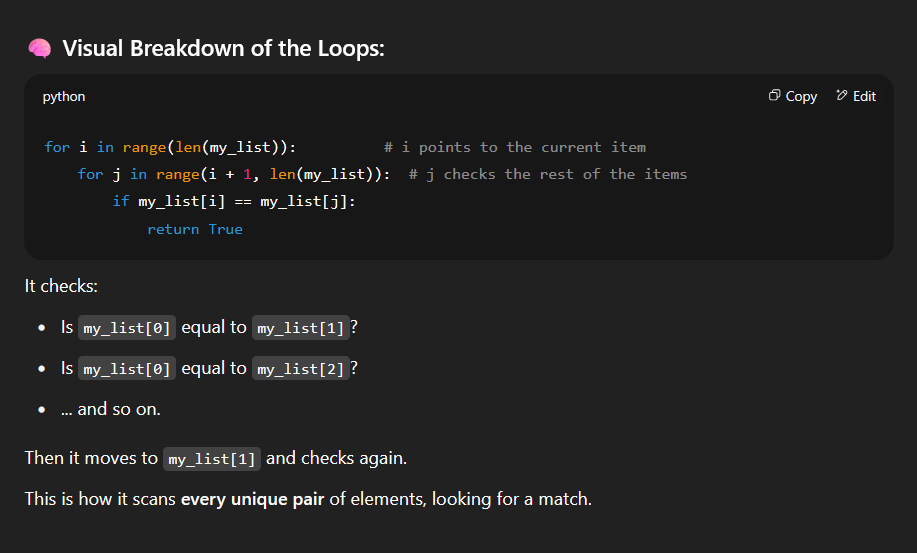 🧠 Visual Breakdown of the Loops:
python Copy Edit
for i in range(len(my_list)):          # i points to the current item
    for j in range(i + 1, len(my_list)):  # j checks the rest of the items
        if my_list[i] == my_list[j]:
            return True
It checks:
• Is my_list[0] equal to my_list[1]?
• Is my_list[0] equal to my_list[2]?
• ... and so on.
Then it moves to my_list[1] and checks again.
This is how it scans every unique pair of elements, looking for a match.